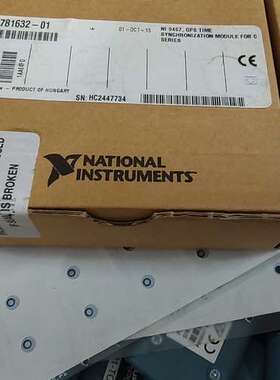 781632-01
01-OCT-15
NI 9467, GPS TIME
SYNCHRONIZATION MODULE FOR C
SERIES
PRODUCT OF HUNGARY
SN: HC2447734
CE
NATIONAL
INSTRUMENTS
IS BROKEN